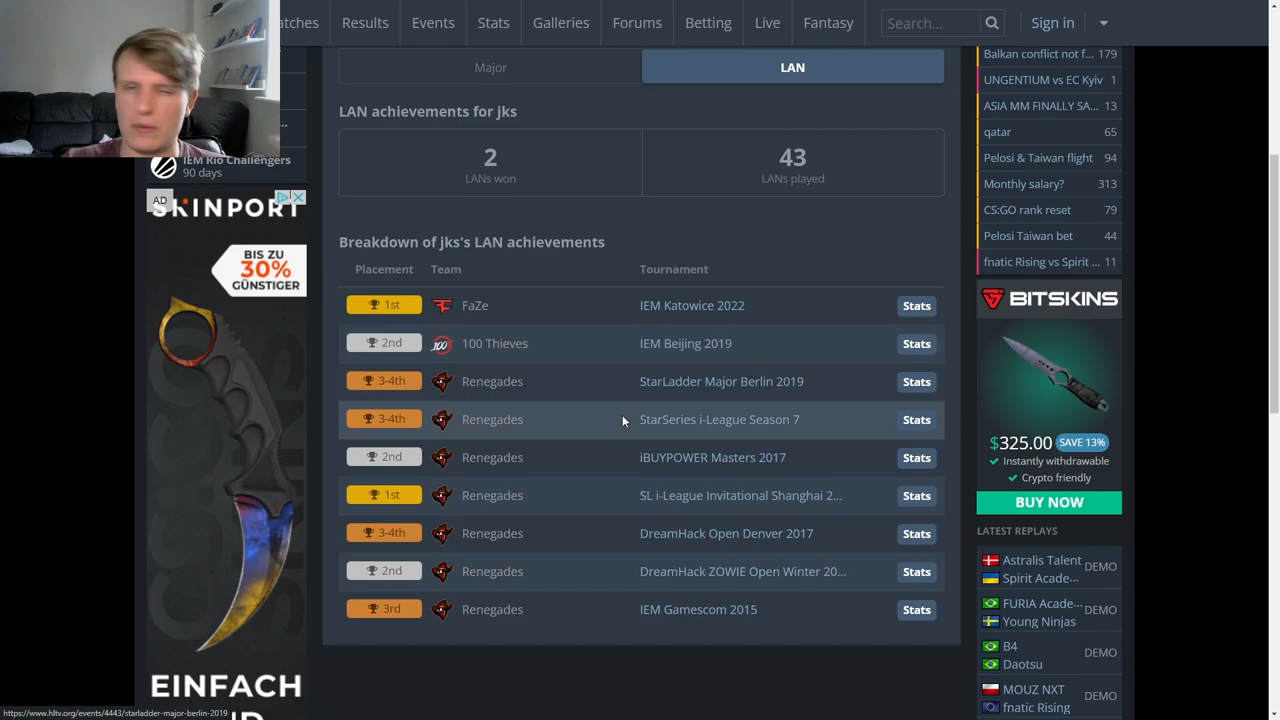 atches Results Events Stats Galleries Forums Betting Live Fantasy Search... Sign in
Major LAN
LAN achievements for jks
2 43
LANs won LANs played
Breakdown of jks's LAN achievements
Placement Team Tournament
1st FaZe IEM Katowice 2022 Stats
2nd 100 Thieves IEM Beijing 2019 Stats
3-4th Renegades StarLadder Major Berlin 2019 Stats
3-4th Renegades StarSeries i-League Season 7 Stats
2nd Renegades iBUYPOWER Masters 2017 Stats
1st Renegades SL i-League Invitational Shanghai 2... Stats
3-4th Renegades DreamHack Open Denver 2017 Stats
2nd Renegades DreamHack ZOWIE Open Winter 20... Stats
3rd Renegades IEM Gamescom 2015 Stats
IEM Rio Challengers
90 days
AD
SKINPORT
BIS ZU
30%
GÜNSTIGER
EINFACH
https://www.hltv.org/events/4443/starladder-major-berlin-2019
Balkan conflict not f... 179
UNGENTIUM vs EC Kyiv 1
ASIA MM FINALLY SA... 13
qatar 65
Pelosi & Taiwan flight 94
Monthly salary? 313
CS:GO rank reset 79
Pelosi Taiwan bet 44
fnatic Rising vs Spirit ... 11
BITSKINS
$325.00 SAVE 13%
Instantly withdrawable
Crypto friendly
BUY NOW
LATEST REPLAYS
Astralis Talent DEMO
Spirit Acade...
FURIA Acade... DEMO
Young Ninjas
B4 DEMO
Daotsu
MOUZ NXT DEMO
fnatic Rising